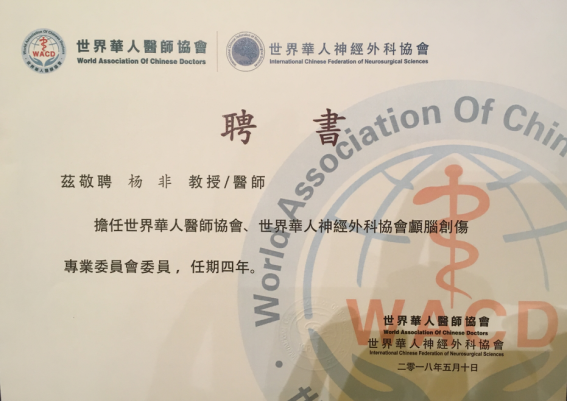 世界華人醫師協會
World Association Of Chinese Doctors
世界華人神經外科協會
International Chinese Federation of Neurosurgical Sciences
WACD
聘 書
茲敬聘 杨 非 教授/醫師
擔任世界華人醫師協會、世界華人神經外科協會顱腦創傷
專業委員會委員，任期四年。
World Association Of Chin
WACD
世界華人醫師協會
World Association Of Chinese Doctors
世界華人神經外科協會
International Chinese Federation of Neurosurgical Sciences
二零一八年五月十日